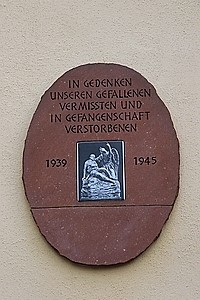 IN GEDENKEN
UNSEREN GEFALLENEN
VERMISSTEN UND
IN GEFANGENSCHAFT
VERSTORBENEN
1939 1945